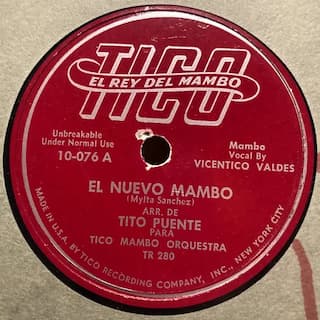 TICO
EL REY DEL MAMBO
Unbreakable
Under Normal Use
10-076 A
Mambo
Vocal By
VICENTICO VALDES
EL NUEVO MAMBO
(Mylta Sanchez)
ARR. DE
TITO PUENTE
PARA
TICO MAMBO ORQUESTRA
TR 280
MADE IN U.S.A. BY TICO RECORDING COMPANY, INC., NEW YORK CITY